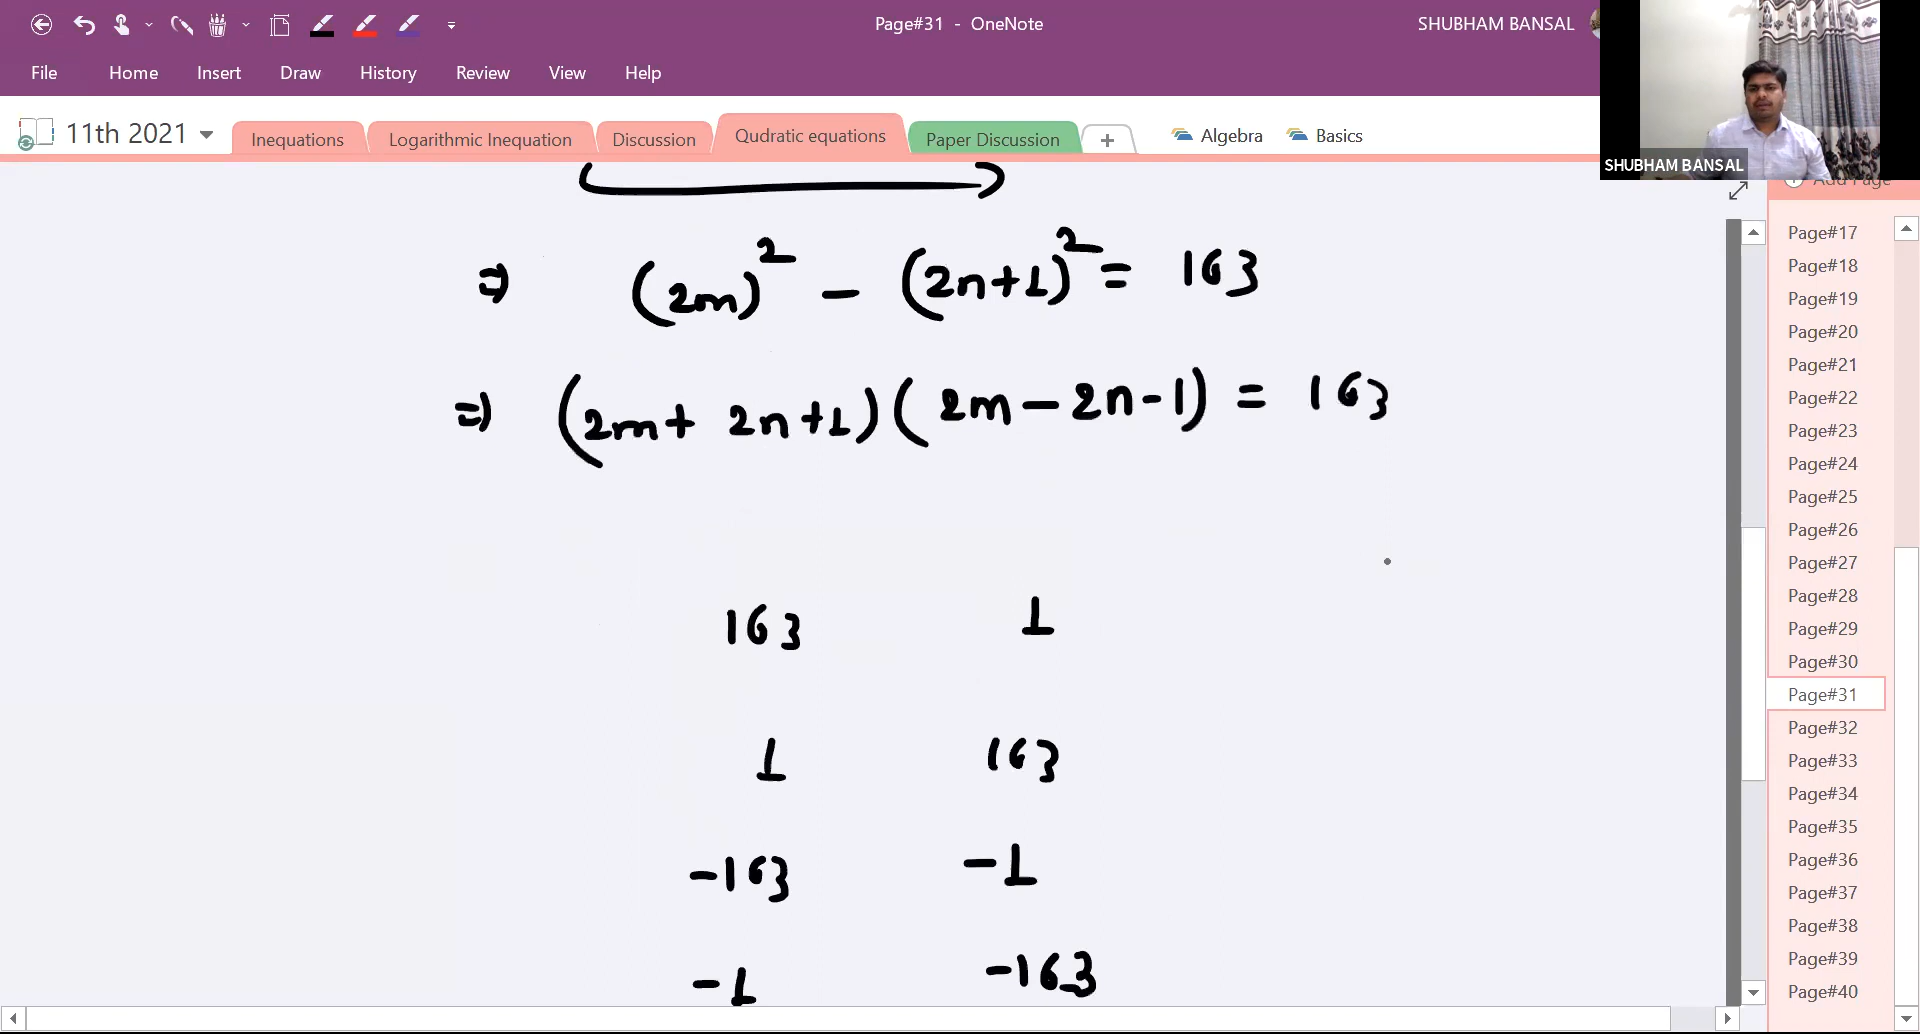 Page#31 - OneNote
SHUBHAM BANSAL
File Home Insert Draw History Review View Help
11th 2021
Inequations
Logarithmic Inequation
Discussion
Qudratic equations
Paper Discussion
+
Algebra
Basics
SHUBHAM BANSAL
Add Page
⇒ (2m)² − (2n+1)² = 163
⇒ (2m + 2n+1)(2m − 2n−1) = 163
163 1
1 163
−163 −1
−1 −163
Page#17
Page#18
Page#19
Page#20
Page#21
Page#22
Page#23
Page#24
Page#25
Page#26
Page#27
Page#28
Page#29
Page#30
Page#31
Page#32
Page#33
Page#34
Page#35
Page#36
Page#37
Page#38
Page#39
Page#40